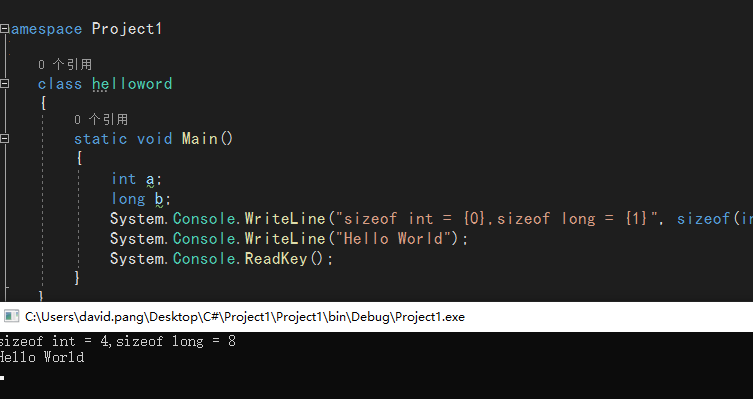 amespace Project1
0 个引用
class helloword
{
0 个引用
static void Main()
{
int a;
long b;
System.Console.WriteLine("sizeof int = {0},sizeof long = {1}", sizeof(in
System.Console.WriteLine("Hello World");
System.Console.ReadKey();
}
}
C:\Users\david.pang\Desktop\C#\Project1\Project1\bin\Debug\Project1.exe
sizeof int = 4,sizeof long = 8
Hello World